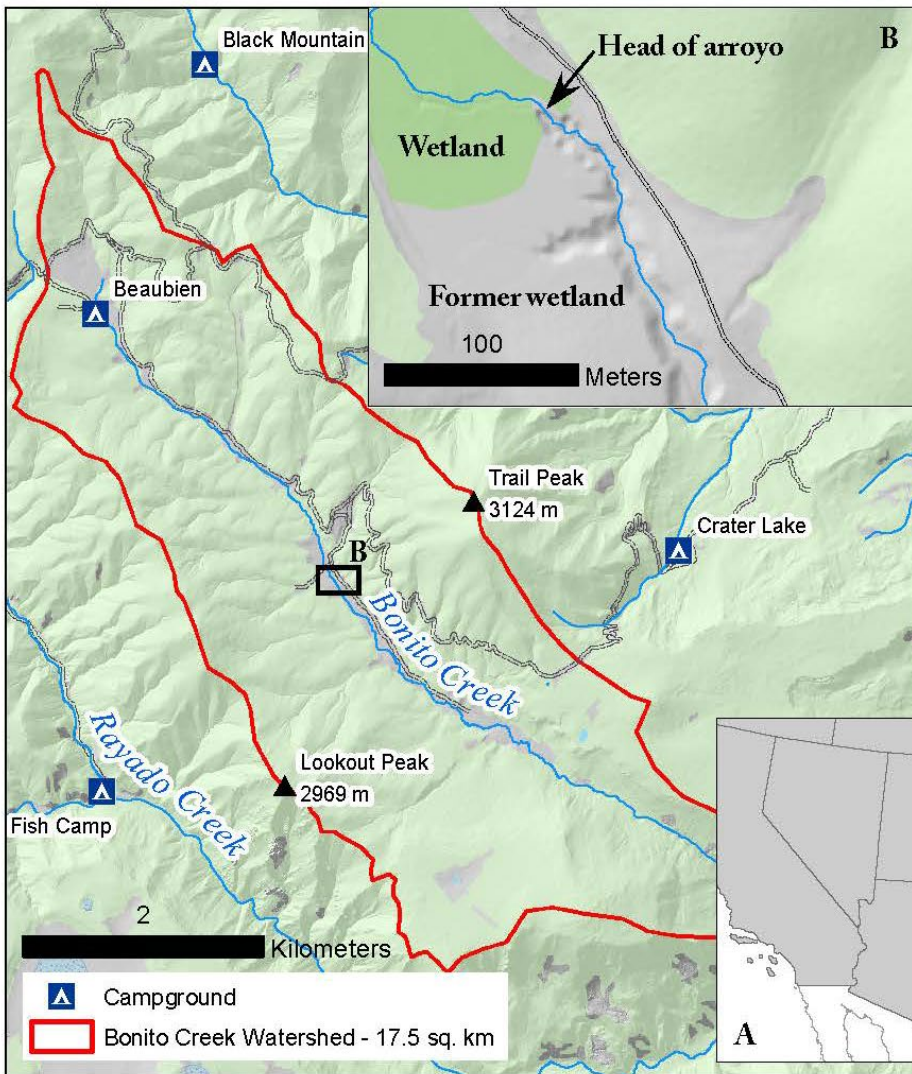 Black Mountain
B
Head of arroyo
Wetland
Beaubien
Former wetland
100
Meters
Trail Peak
3124 m
Crater Lake
B
Bonito Creek
Rayado Creek
Lookout Peak
2969 m
Fish Camp
2
Kilometers
Campground
Bonito Creek Watershed - 17.5 sq. km
A